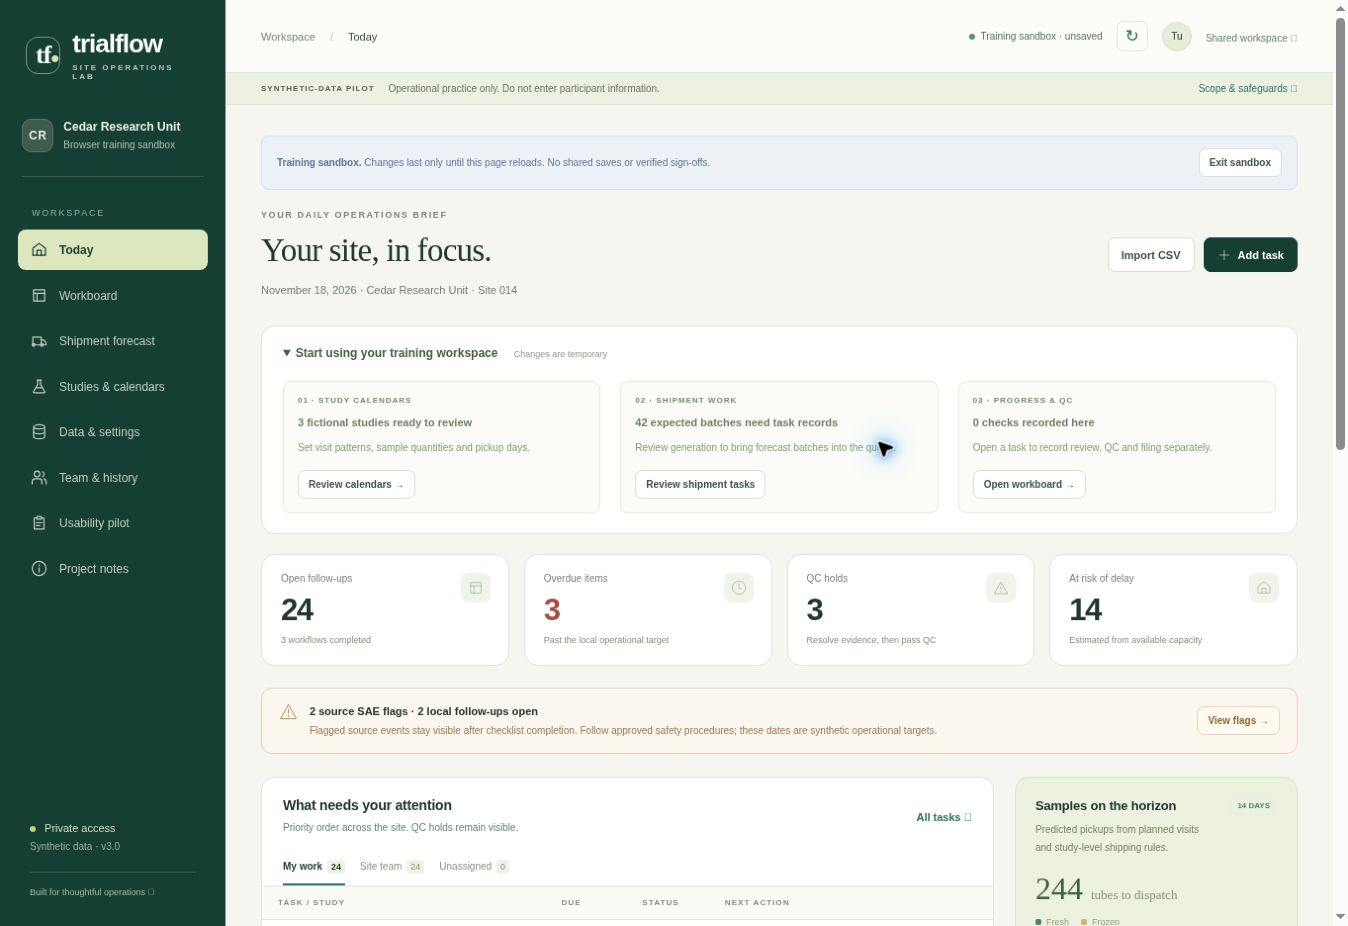 tf.
trialflow
SITE OPERATIONS
LAB
CR
Cedar Research Unit
Browser training sandbox
WORKSPACE
Today
Workboard
Shipment forecast
Studies & calendars
Data & settings
Team & history
Usability pilot
Project notes
Private access
Synthetic data · v3.0
Built for thoughtful operations
Workspace / Today
Training sandbox · unsaved
↻
Tu
Shared workspace
SYNTHETIC-DATA PILOT Operational practice only. Do not enter participant information.
Scope & safeguards
Training sandbox. Changes last only until this page reloads. No shared saves or verified sign-offs.
Exit sandbox
YOUR DAILY OPERATIONS BRIEF
Your site, in focus.
November 18, 2026 · Cedar Research Unit · Site 014
Import CSV
+ Add task
▼ Start using your training workspace Changes are temporary
01 · STUDY CALENDARS
3 fictional studies ready to review
Set visit patterns, sample quantities and pickup days.
Review calendars →
02 · SHIPMENT WORK
42 expected batches need task records
Review generation to bring forecast batches into the
Review shipment tasks
03 · PROGRESS & QC
0 checks recorded here
Open a task to record review, QC and filing separately.
Open workboard →
Open follow-ups
24
3 workflows completed
Overdue items
3
Past the local operational target
QC holds
3
Resolve evidence, then pass QC
At risk of delay
14
Estimated from available capacity
2 source SAE flags · 2 local follow-ups open
Flagged source events stay visible after checklist completion. Follow approved safety procedures; these dates are synthetic operational targets.
View flags →
What needs your attention
Priority order across the site. QC holds remain visible.
All tasks
My work 24 Site team 24 Unassigned 0
TASK / STUDY DUE STATUS NEXT ACTION
Samples on the horizon
14 DAYS
Predicted pickups from planned visits
and study-level shipping rules.
244 tubes to dispatch
Fresh Frozen